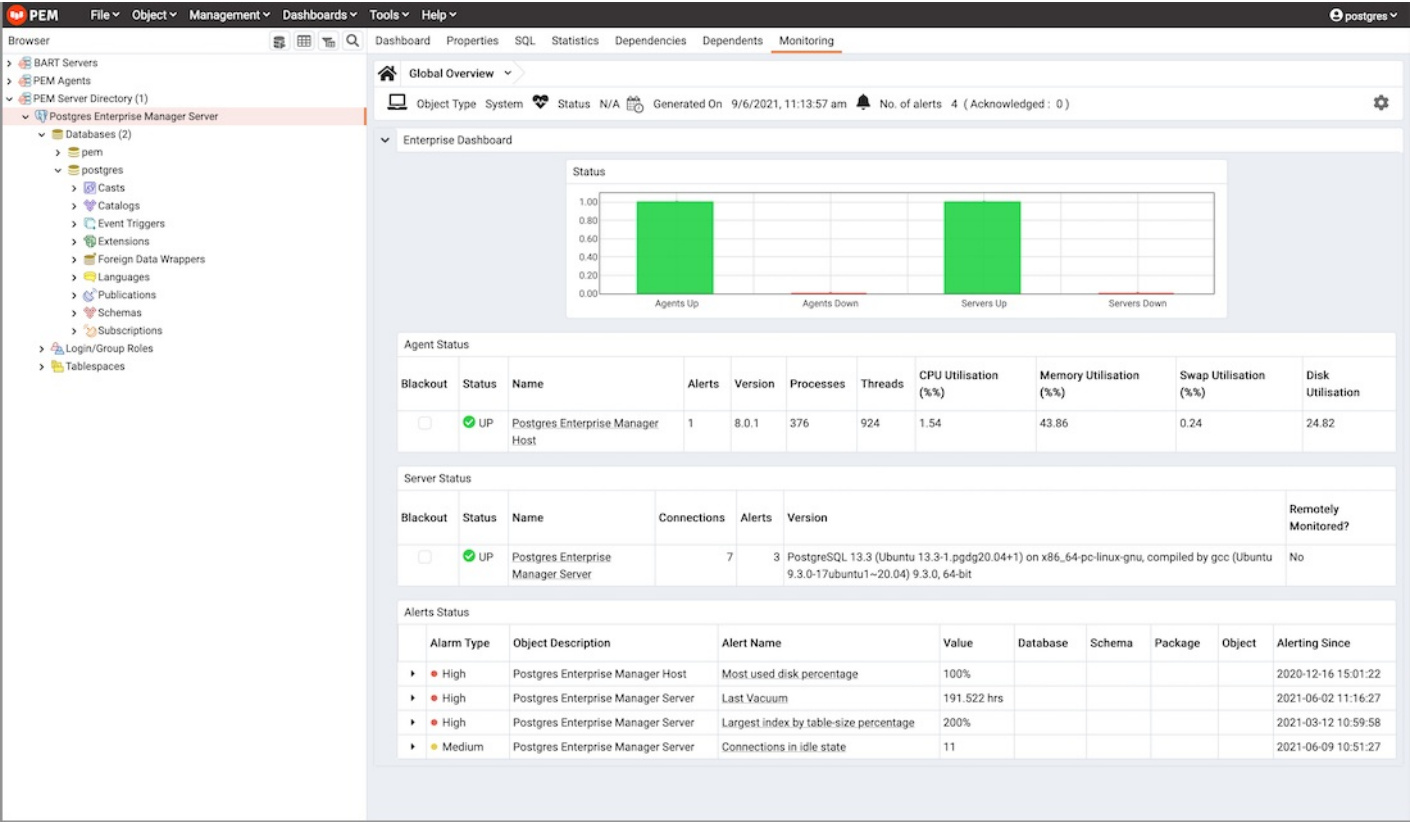 PEM File Object Management Dashboards Tools Help postgres
Browser
BART Servers
PEM Agents
PEM Server Directory (1)
Postgres Enterprise Manager Server
Databases (2)
pem
postgres
Casts
Catalogs
Event Triggers
Extensions
Foreign Data Wrappers
Languages
Publications
Schemas
Subscriptions
Login/Group Roles
Tablespaces
Dashboard Properties SQL Statistics Dependencies Dependents Monitoring
Global Overview
Object Type System Status N/A Generated On 9/6/2021, 11:13:57 am No. of alerts 4 (Acknowledged: 0)
Enterprise Dashboard
Status
1.00
0.80
0.60
0.40
0.20
0.00
Agents Up Agents Down Servers Up Servers Down
Agent Status
Blackout Status Name Alerts Version Processes Threads CPU Utilisation (%%) Memory Utilisation (%%) Swap Utilisation (%%) Disk Utilisation
UP Postgres Enterprise Manager 1 8.0.1 376 924 1.54 43.86 0.24 24.82
Host
Server Status
Blackout Status Name Connections Alerts Version Remotely Monitored?
UP Postgres Enterprise 7 3 PostgreSQL 13.3 (Ubuntu 13.3-1.pgdg20.04+1) on x86_64-pc-linux-gnu, compiled by gcc (Ubuntu No
Manager Server 9.3.0-17ubuntu1~20.04) 9.3.0, 64-bit
Alerts Status
Alarm Type Object Description Alert Name Value Database Schema Package Object Alerting Since
High Postgres Enterprise Manager Host Most used disk percentage 100% 2020-12-16 15:01:22
High Postgres Enterprise Manager Server Last Vacuum 191.522 hrs 2021-06-02 11:16:27
High Postgres Enterprise Manager Server Largest index by table-size percentage 200% 2021-03-12 10:59:58
Medium Postgres Enterprise Manager Server Connections in idle state 11 2021-06-09 10:51:27